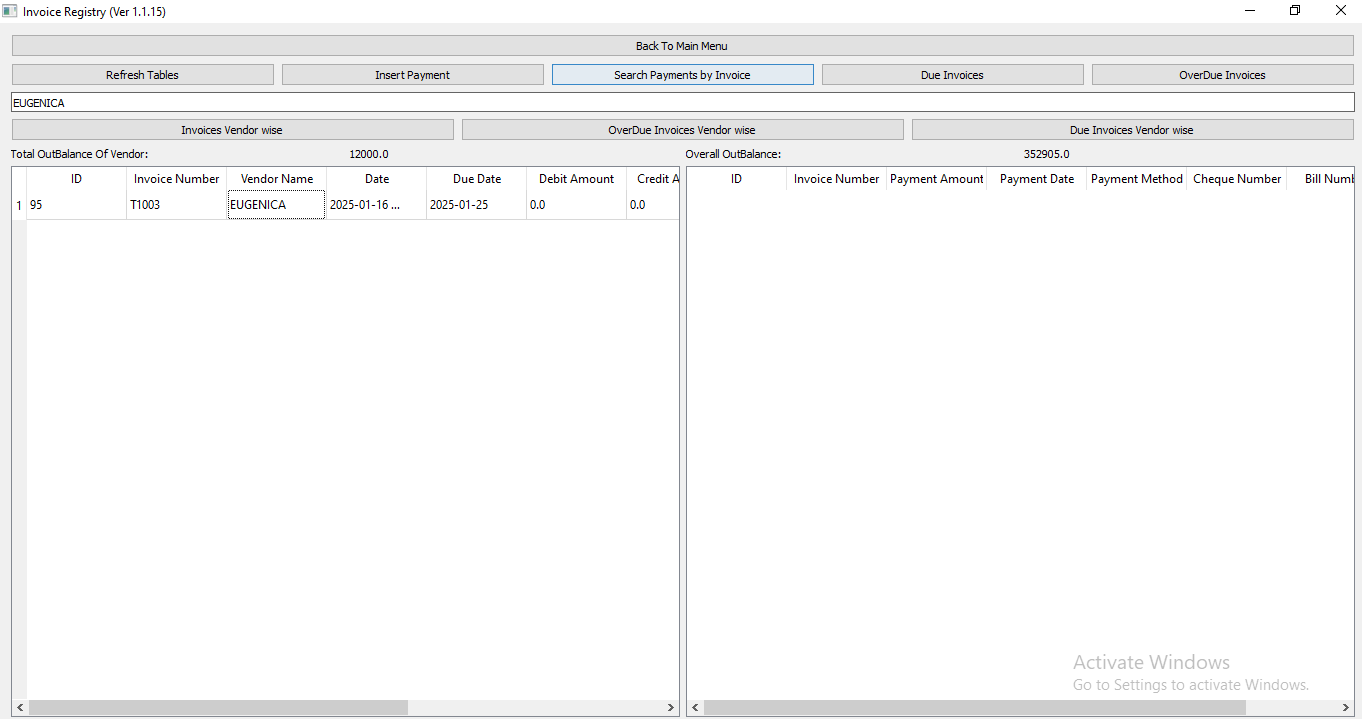 Invoice Registry (Ver 1.1.15)
Back To Main Menu
Refresh Tables Insert Payment Search Payments by Invoice Due Invoices OverDue Invoices
EUGENICA
Invoices Vendor wise OverDue Invoices Vendor wise Due Invoices Vendor wise
Total OutBalance Of Vendor: 12000.0 Overall OutBalance: 352905.0
ID Invoice Number Vendor Name Date Due Date Debit Amount Credit A
1 95 T1003 EUGENICA 2025-01-16 ... 2025-01-25 0.0 0.0
ID Invoice Number Payment Amount Payment Date Payment Method Cheque Number Bill Numb
Activate Windows
Go to Settings to activate Windows.